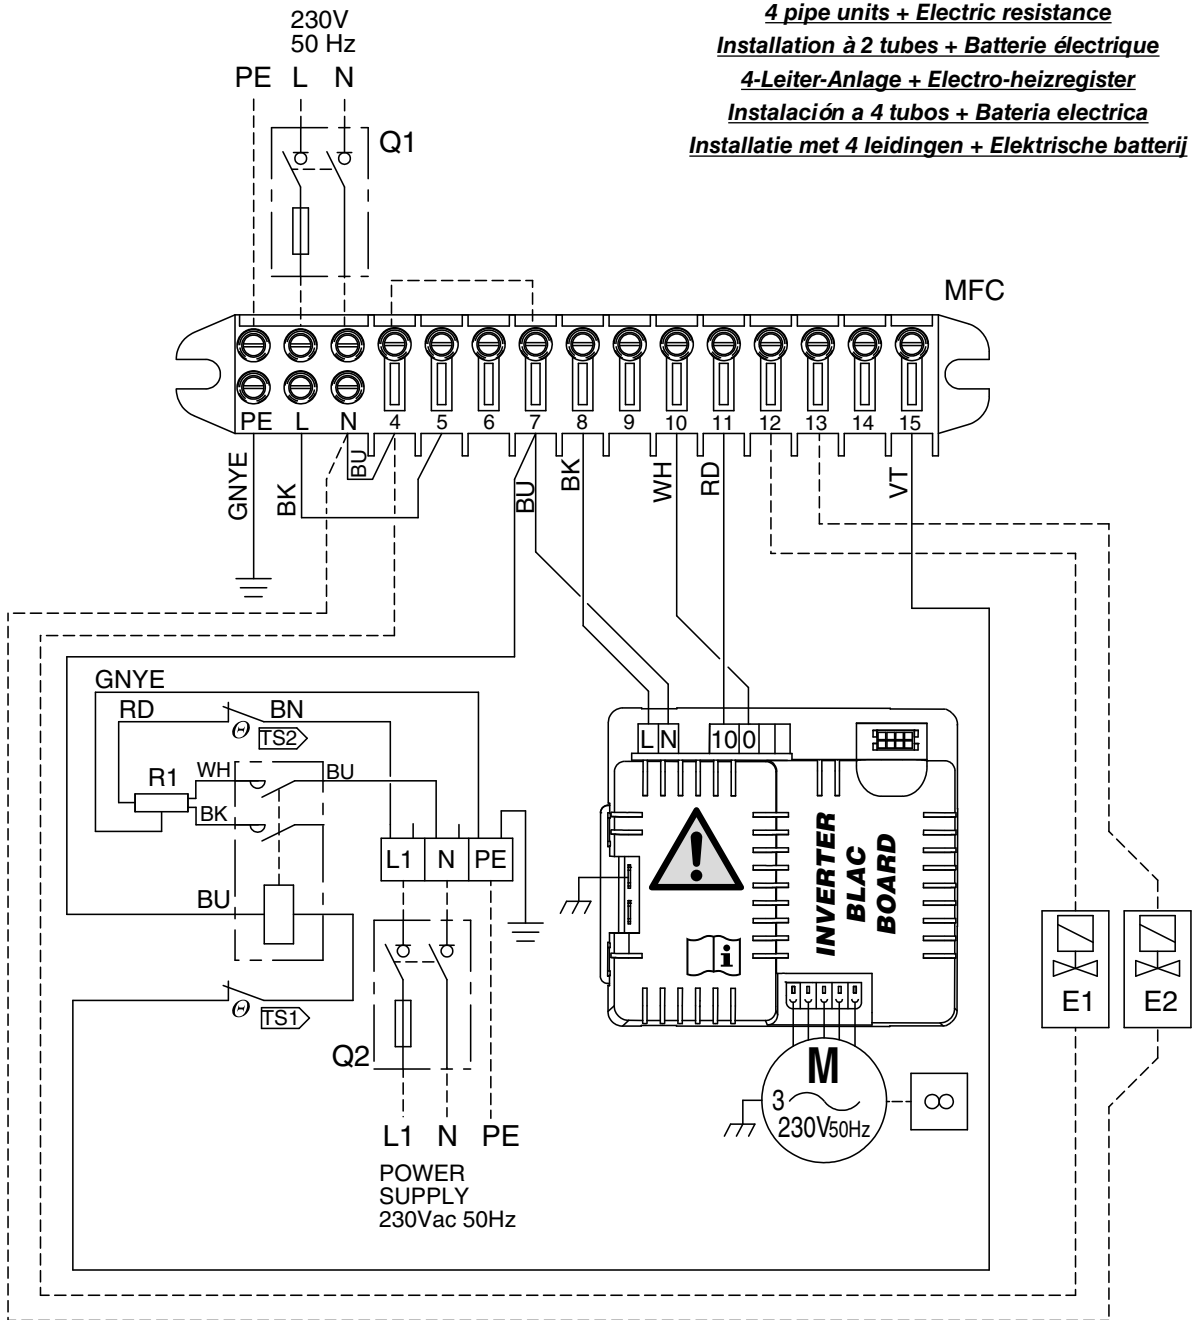 4 pipe units + Electric resistance
Installation à 2 tubes + Batterie électrique
4-Leiter-Anlage + Electro-heizregister
Instalación a 4 tubos + Bateria electrica
Installatie met 4 leidingen + Elektrische batterij
230V
50 Hz
PE L N
Q1
MFC
PE L N 4 5 6 7 8 9 10 11 12 13 14 15
GNYE
BK
BU
BU
BK
WH
RD
VT
GNYE
RD
BN
TS2
R1
WH
BU
BK
L1 N PE
BU
TS1
Q2
L1 N PE
POWER
SUPPLY
230Vac 50Hz
L N 10 0
INVERTER
BLAC
BOARD
!
i
M
3
230V50Hz
E1
E2